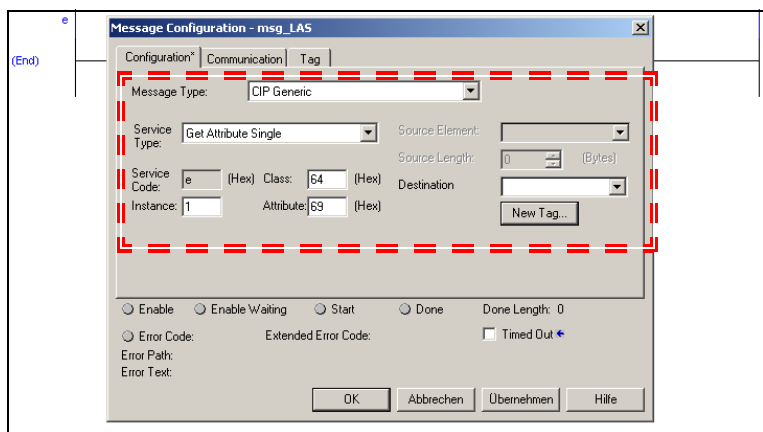 e
Message Configuration - msg_LAS
(End)
Configuration* Communication Tag
Message Type: CIP Generic
Service Type: Get Attribute Single
Source Element:
Source Length: 0 (Bytes)
Service Code: e (Hex) Class: 64 (Hex)
Destination
Instance: 1 Attribute: 69 (Hex)
New Tag...
Enable Enable Waiting Start Done Done Length: 0
Error Code: Extended Error Code: Timed Out
Error Path:
Error Text:
OK Abbrechen Übernehmen Hilfe